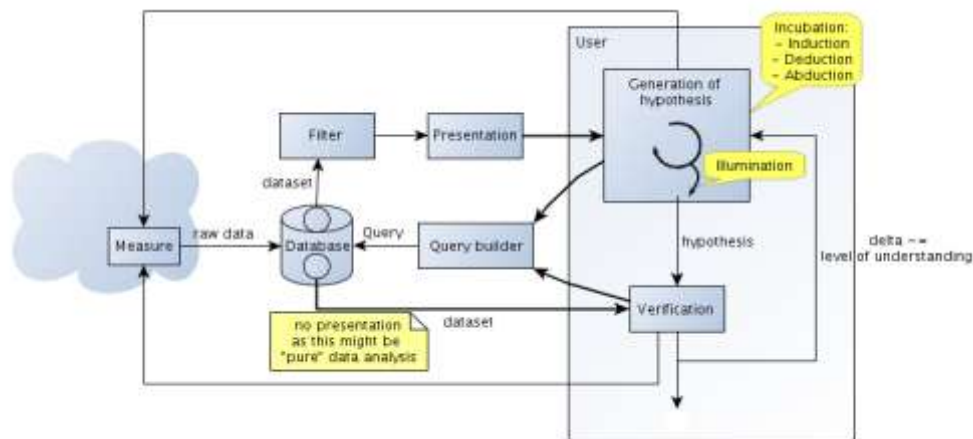 Incubation:
- Induction
- Deduction
- Abduction
User
Generation of
hypothesis
Filter
Presentation
Illumination
dataset
Measure
raw data
Database
Query
Query builder
hypothesis
delta ~=
level of understanding
Verification
dataset
no presentation
as this might be
"pure" data analysis